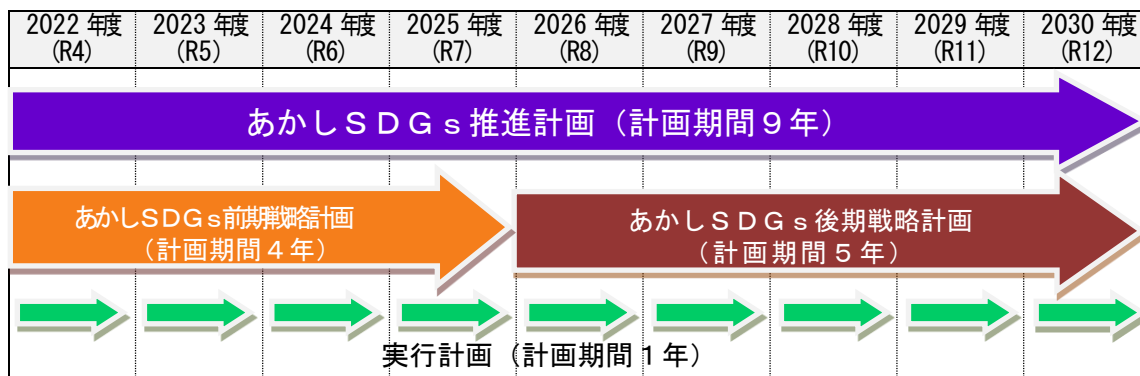 2022 年度 2023 年度 2024 年度 2025 年度 2026 年度 2027 年度 2028 年度 2029 年度 2030 年度
(R4) (R5) (R6) (R7) (R8) (R9) (R10) (R11) (R12)
あかしＳＤＧｓ推進計画（計画期間９年）
あかしSDGs前期戦略計画
（計画期間４年）
あかしＳＤＧｓ後期戦略計画
（計画期間５年）
実行計画（計画期間１年）